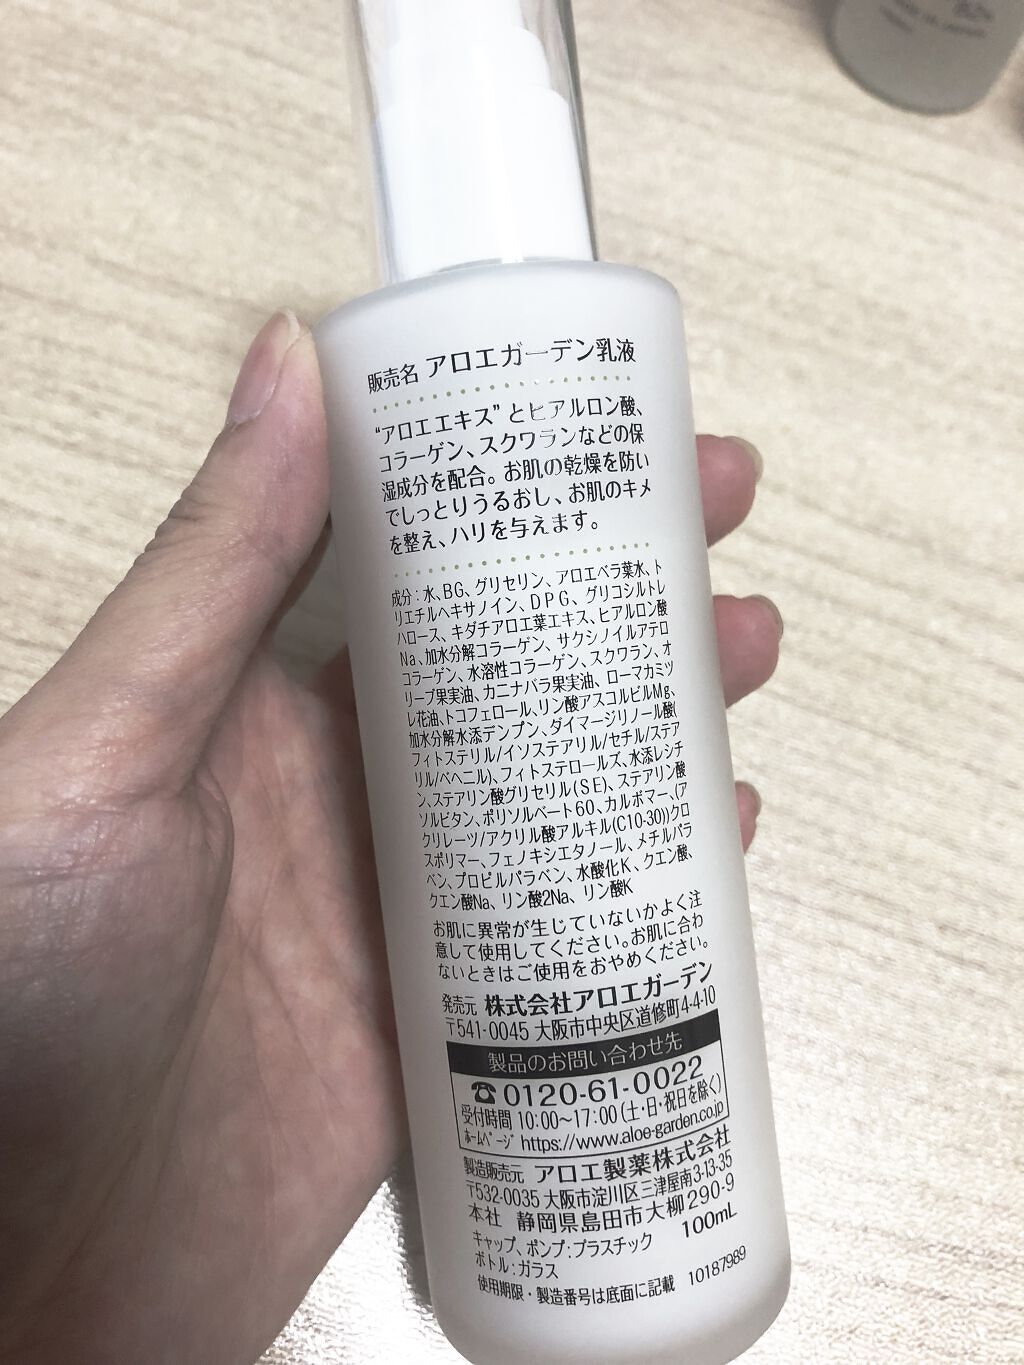 販売名 アロエガーデン乳液
“アロエエキス”とヒアルロン酸、
コラーゲン、スクワランなどの保
湿成分を配合。お肌の乾燥を防い
でしっとりうるおし、お肌のキメ
を整え、ハリを与えます。
成分：水、BG、グリセリン、アロエベラ葉水、ト
リエチルヘキサノイン、DPG、グリコシルトレ
ハロース、キダチアロエ葉エキス、ヒアルロン酸
Na、加水分解コラーゲン、サクシノイルアテロ
コラーゲン、水溶性コラーゲン、スクワラン、オ
リーブ果実油、カニナバラ果実油、ローマカミツ
レ花油、トコフェロール、リン酸アスコルビルMg、
加水分解水添デンプン、ダイマージリノール酸(
フィトステリル/イソステアリル/セチル/ステア
リル/ベヘニル)、フィトステロールズ、水添レシチ
ン、ステアリン酸グリセリル(SE)、ステアリン酸
ソルビタン、ポリソルベート60、カルボマー、(ア
クリレーツ/アクリル酸アルキル(C10-30))クロ
スポリマー、フェノキシエタノール、メチルパラ
ベン、プロピルパラベン、水酸化K、クエン酸、
クエン酸Na、リン酸2Na、リン酸K
お肌に異常が生じていないかよく注
意して使用してください。お肌に合わ
ないときはご使用をおやめください。
発売元 株式会社アロエガーデン
〒541-0045 大阪市中央区道修町4-4-10
製品のお問い合わせ先
☎0120-61-0022
受付時間 10:00～17:00(土・日・祝日を除く)
ホームページ https://www.aloe-garden.co.jp
製造販売元 アロエ製薬株式会社
〒532-0035 大阪市淀川区三津屋南3-13-35
本社 静岡県島田市大柳290-9
キャップ、ポンプ：プラスチック 100mL
ボトル：ガラス
使用期限・製造番号は底面に記載 10187989